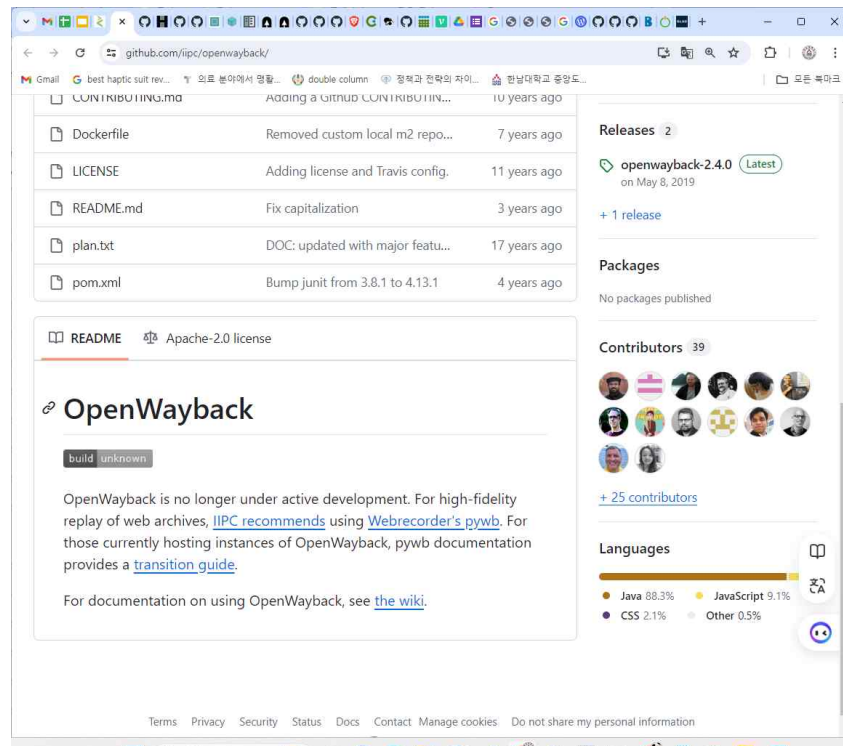 github.com/iipc/openwayback/
Gmail
best haptic suit rev...
의료 분야에서 명활...
double column
정책과 전략의 차이...
한남대학교 중앙도...
모든 북마크
CONTRIBUTING.md Adding a Github CONTRIBUTIN... 10 years ago
Dockerfile Removed custom local m2 repo... 7 years ago
LICENSE Adding license and Travis config. 11 years ago
README.md Fix capitalization 3 years ago
plan.txt DOC: updated with major featu... 17 years ago
pom.xml Bump junit from 3.8.1 to 4.13.1 4 years ago
README Apache-2.0 license
OpenWayback
build unknown
OpenWayback is no longer under active development. For high-fidelity
replay of web archives, IIPC recommends using Webrecorder's pywb. For
those currently hosting instances of OpenWayback, pywb documentation
provides a transition guide.
For documentation on using OpenWayback, see the wiki.
Releases 2
openwayback-2.4.0 Latest
on May 8, 2019
+ 1 release
Packages
No packages published
Contributors 39
+ 25 contributors
Languages
Java 88.3% JavaScript 9.1%
CSS 2.1% Other 0.5%
Terms Privacy Security Status Docs Contact Manage cookies Do not share my personal information